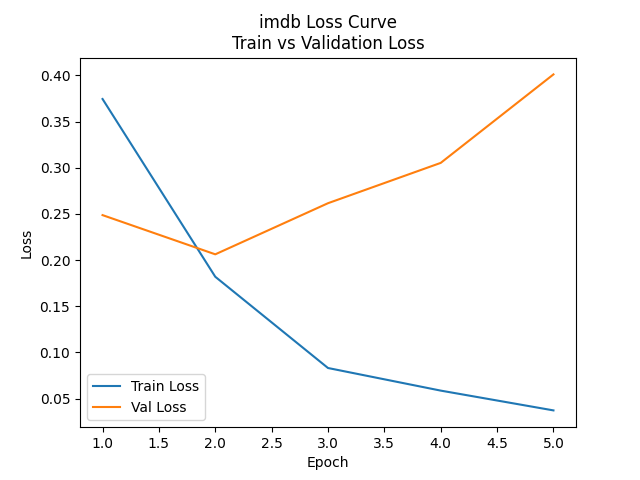 imdb Loss Curve
Train vs Validation Loss
0.40
0.35
0.30
0.25
0.20
0.15
0.10
0.05
Loss
Train Loss
Val Loss
1.0 1.5 2.0 2.5 3.0 3.5 4.0 4.5 5.0
Epoch